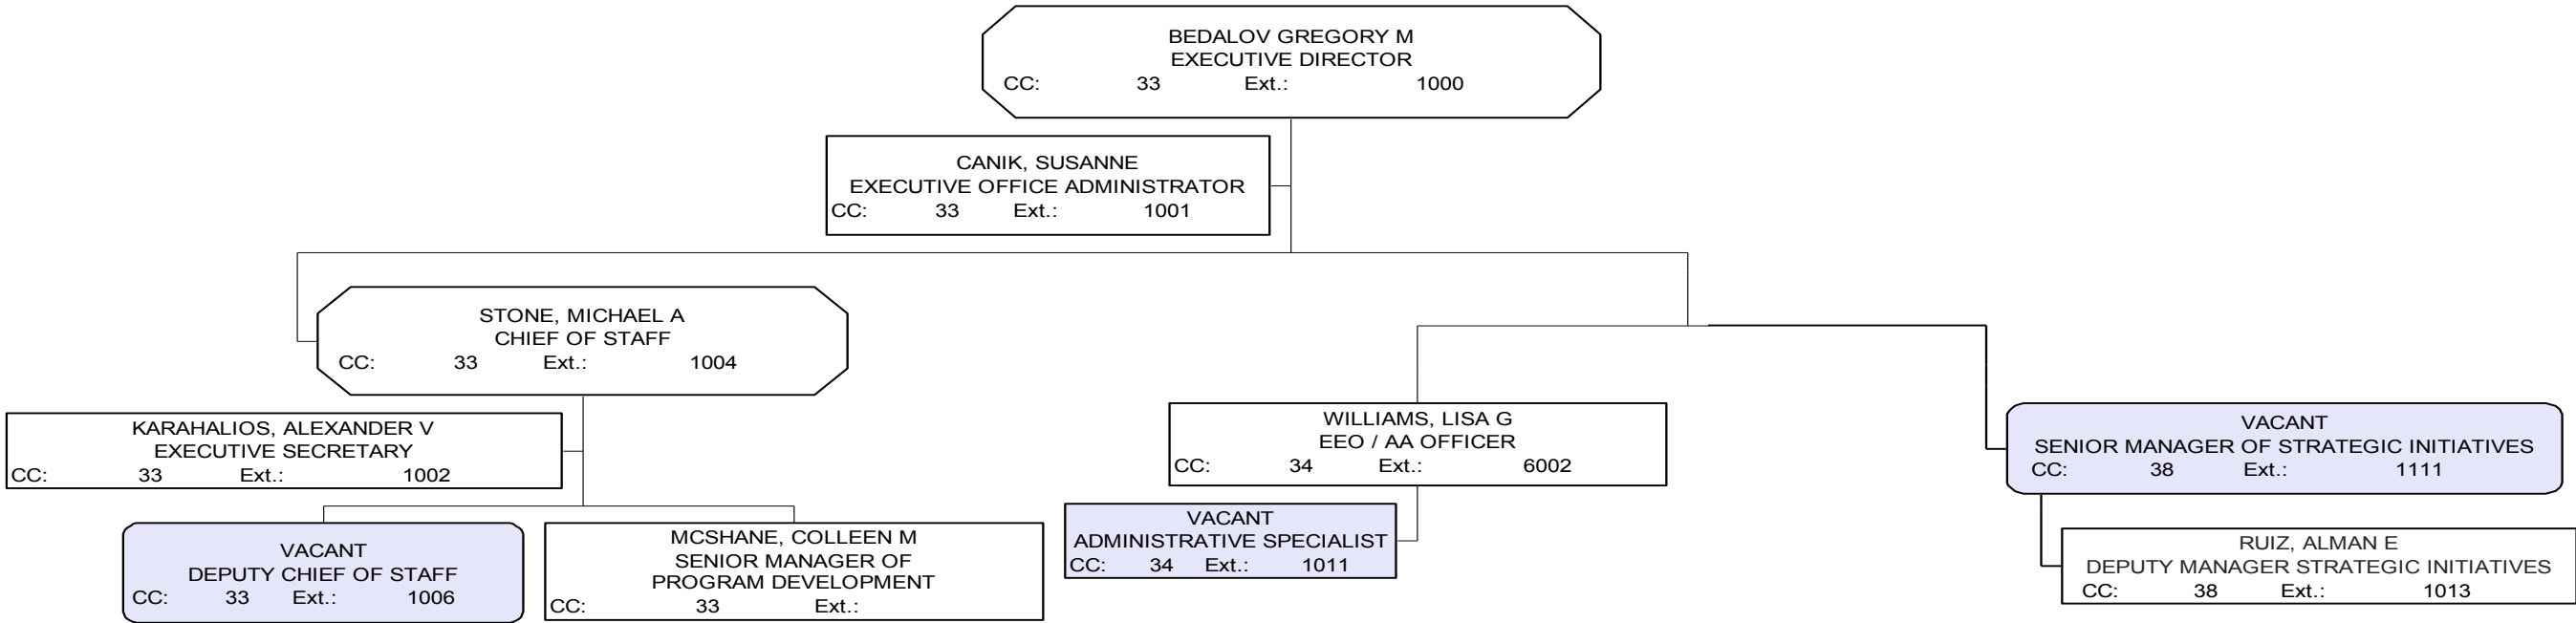 BEDALOV GREGORY M
EXECUTIVE DIRECTOR
CC: 33 Ext.: 1000
CANIK, SUSANNE
EXECUTIVE OFFICE ADMINISTRATOR
CC: 33 Ext.: 1001
STONE, MICHAEL A
CHIEF OF STAFF
CC: 33 Ext.: 1004
KARAHALIOS, ALEXANDER V
EXECUTIVE SECRETARY
CC: 33 Ext.: 1002
VACANT
DEPUTY CHIEF OF STAFF
CC: 33 Ext.: 1006
MCSHANE, COLLEEN M
SENIOR MANAGER OF
PROGRAM DEVELOPMENT
CC: 33 Ext.:
WILLIAMS, LISA G
EEO / AA OFFICER
CC: 34 Ext.: 6002
VACANT
ADMINISTRATIVE SPECIALIST
CC: 34 Ext.: 1011
VACANT
SENIOR MANAGER OF STRATEGIC INITIATIVES
CC: 38 Ext.: 1111
RUIZ, ALMAN E
DEPUTY MANAGER STRATEGIC INITIATIVES
CC: 38 Ext.: 1013